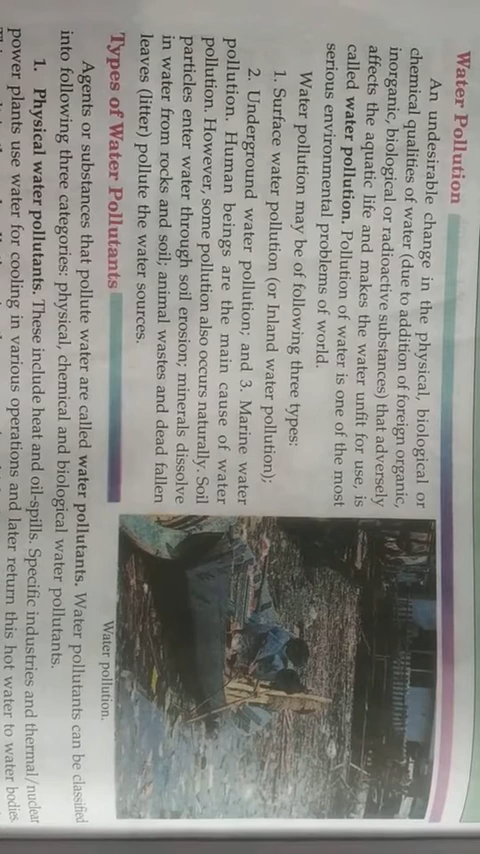 Water Pollution
An undesirable change in the physical, biological or
chemical qualities of water (due to addition of foreign organic,
inorganic, biological or radioactive substances) that adversely
affects the aquatic life and makes the water unfit for use, is
called water pollution. Pollution of water is one of the most
serious environmental problems of world.
Water pollution may be of following three types:
1. Surface water pollution (or Inland water pollution);
2. Underground water pollution; and 3. Marine water
pollution. Human beings are the main cause of water
pollution. However, some pollution also occurs naturally. Soil
particles enter water through soil erosion; minerals dissolve
in water from rocks and soil; animal wastes and dead fallen
leaves (litter) pollute the water sources.
Water pollution.
Types of Water Pollutants
Agents or substances that pollute water are called water pollutants. Water pollutants can be classified
into following three categories: physical, chemical and biological water pollutants.
1. Physical water pollutants. These include heat and oil-spills. Specific industries and thermal/nuclear
power plants use water for cooling in various operations and later return this hot water to water bodies